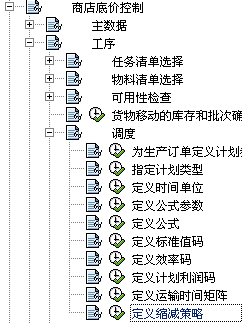 商店底价控制
主数据
工序
任务清单选择
物料清单选择
可用性检查
货物移动的库存和批次确
调度
为生产订单定义计划类
指定计划类型
定义时间单位
定义公式参数
定义公式
定义标准值码
定义效率码
定义计划利润码
定义运输时间矩阵
定义缩减策略